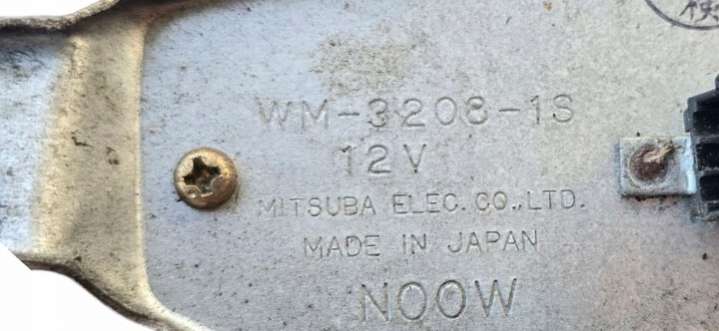 WM-3208-1S
12V
MITSUBA ELEC. CO.,LTD.
MADE IN JAPAN
NOOW